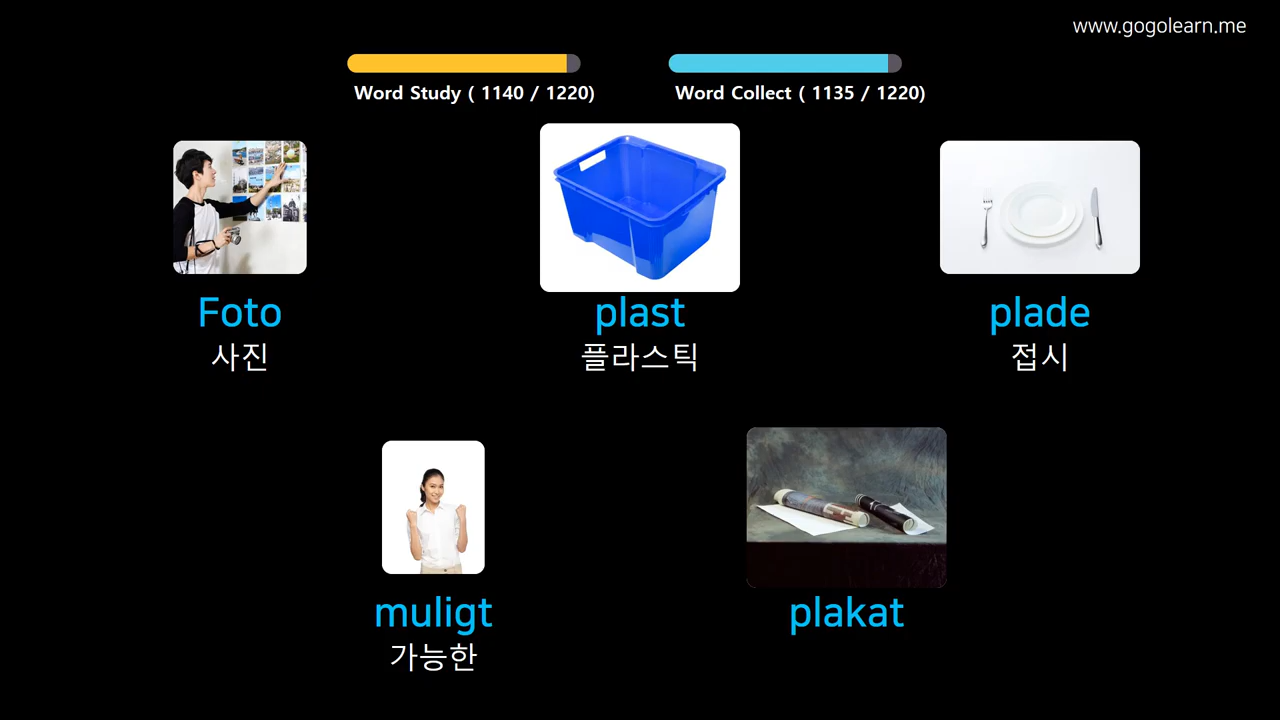 www.gogolearn.me
Word Study ( 1140 / 1220)
Word Collect ( 1135 / 1220)
Foto
사진
plast
플라스틱
plade
접시
muligt
가능한
plakat